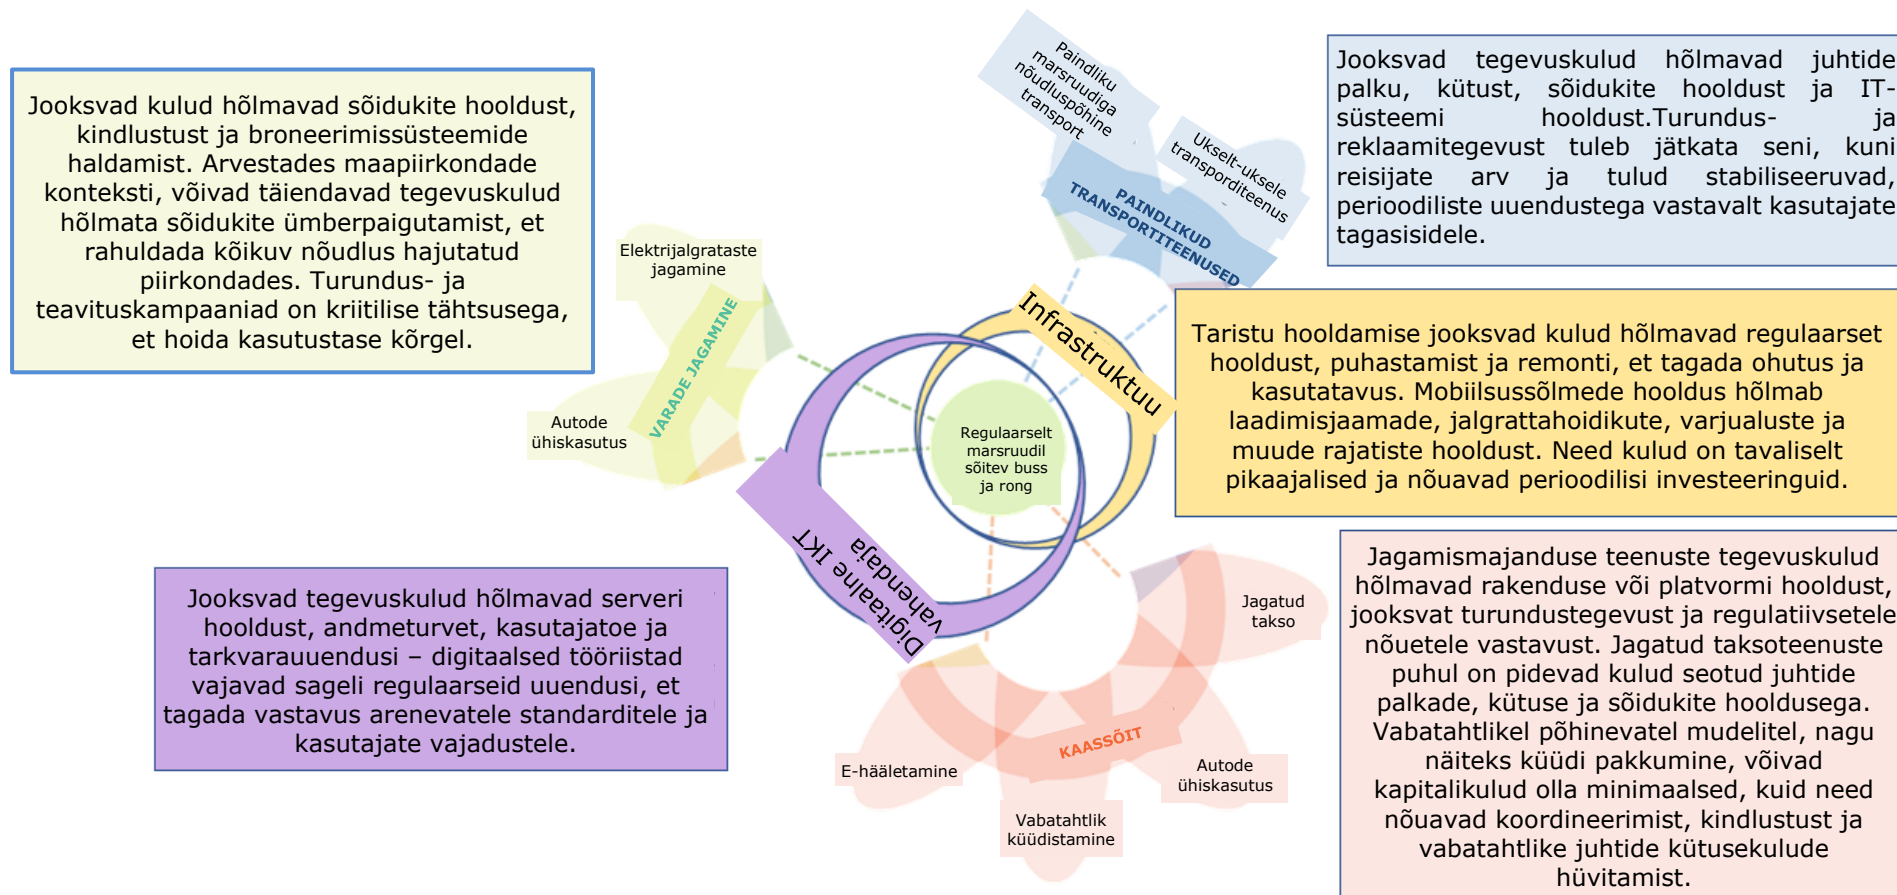 Jooksvad kulud hõlmavad sõidukite hooldust,
kindlustust ja broneerimissüsteemide
haldamist. Arvestades maapiirkondade
konteksti, võivad täiendavad tegevuskulud
hõlmata sõidukite ümberpaigutamist, et
rahuldada kõikuv nõudlus hajutatud
piirkondades. Turundus- ja
teavituskampaaniad on kriitilise tähtsusega,
et hoida kasutustase kõrgel.
Paindliku
marsruudiga
nõudluspõhine
transport
Ukselt-uksele
transporditeenus
PAINDLIKUD
TRANSPORTITEENUSED
Jooksvad tegevuskulud hõlmavad juhtide
palku, kütust, sõidukite hooldust ja IT-
süsteemi hooldust.Turundus- ja
reklaamitegevust tuleb jätkata seni, kuni
reisijate arv ja tulud stabiliseeruvad,
perioodiliste uuendustega vastavalt kasutajate
tagasisidele.
Elektrijalgrataste
jagamine
VARADE JAGAMINE
Autode
ühiskasutus
Infrastruktuu
Regulaarselt
marsruudil
sõitev buss
ja rong
Taristu hooldamise jooksvad kulud hõlmavad regulaarset
hooldust, puhastamist ja remonti, et tagada ohutus ja
kasutatavus. Mobiilsussõlmede hooldus hõlmab
laadimisjaamade, jalgrattahoidikute, varjualuste ja
muude rajatiste hooldust. Need kulud on tavaliselt
pikaajalised ja nõuavad perioodilisi investeeringuid.
Digitaalne IKT
vahendaja
Jooksvad tegevuskulud hõlmavad serveri
hooldust, andmeturvet, kasutajatoe ja
tarkvarauuendusi – digitaalsed tööriistad
vajavad sageli regulaarseid uuendusi, et
tagada vastavus arenevatele standarditele ja
kasutajate vajadustele.
Jagatud
takso
KAASSÕIT
E-hääletamine
Vabatahtlik
küüdistamine
Autode
ühiskasutus
Jagamismajanduse teenuste tegevuskulud
hõlmavad rakenduse või platvormi hooldust,
jooksvat turundustegevust ja regulatiivsetele
nõuetele vastavust. Jagatud taksoteenuste
puhul on pidevad kulud seotud juhtide
palkade, kütuse ja sõidukite hooldusega.
Vabatahtlikel põhinevatel mudelitel, nagu
näiteks küüdi pakkumine, võivad
kapitalikulud olla minimaalsed, kuid need
nõuavad koordineerimist, kindlustust ja
vabatahtlike juhtide kütusekulude
hüvitamist.